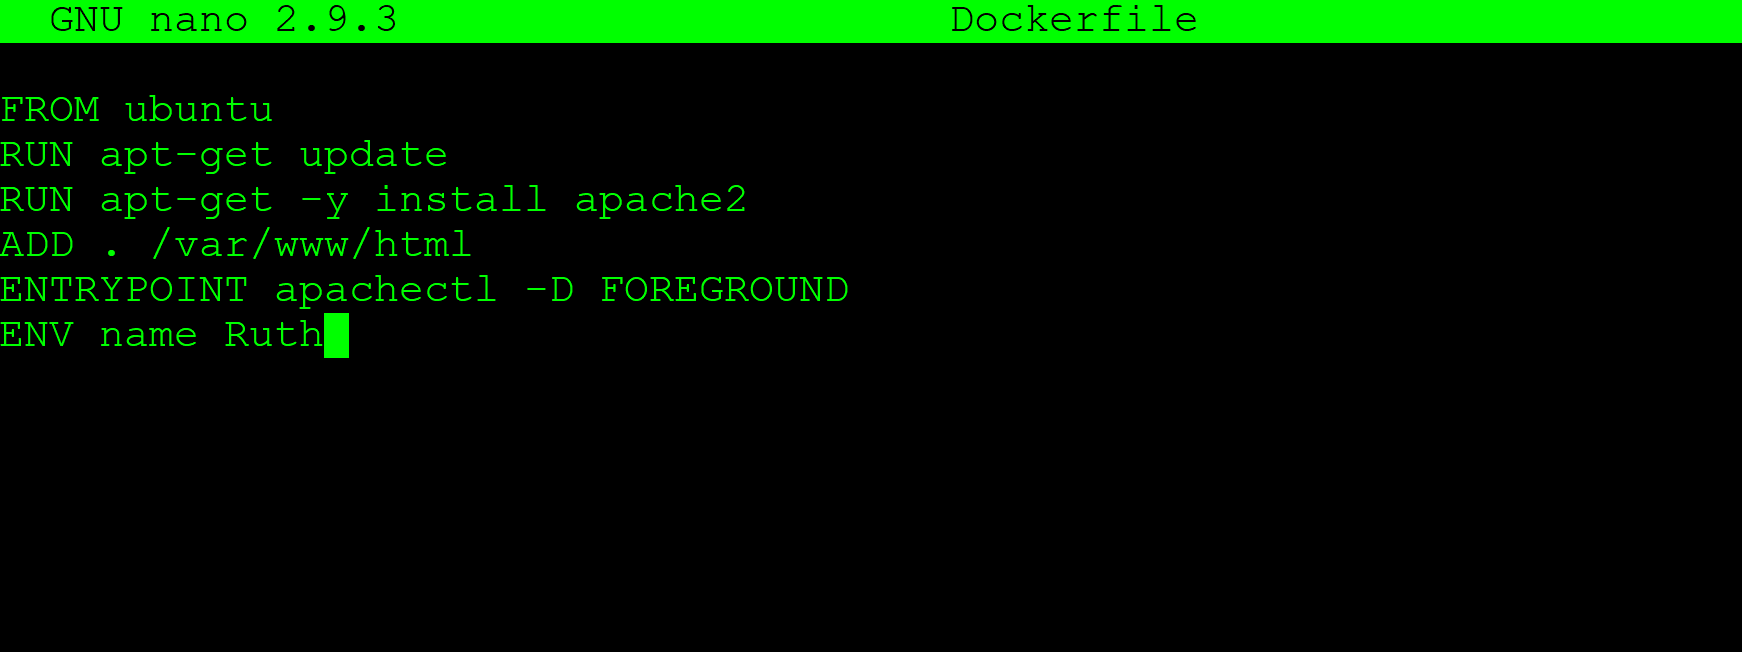 GNU nano 2.9.3 Dockerfile
FROM ubuntu
RUN apt-get update
RUN apt-get -y install apache2
ADD . /var/www/html
ENTRYPOINT apachectl -D FOREGROUND
ENV name Ruth